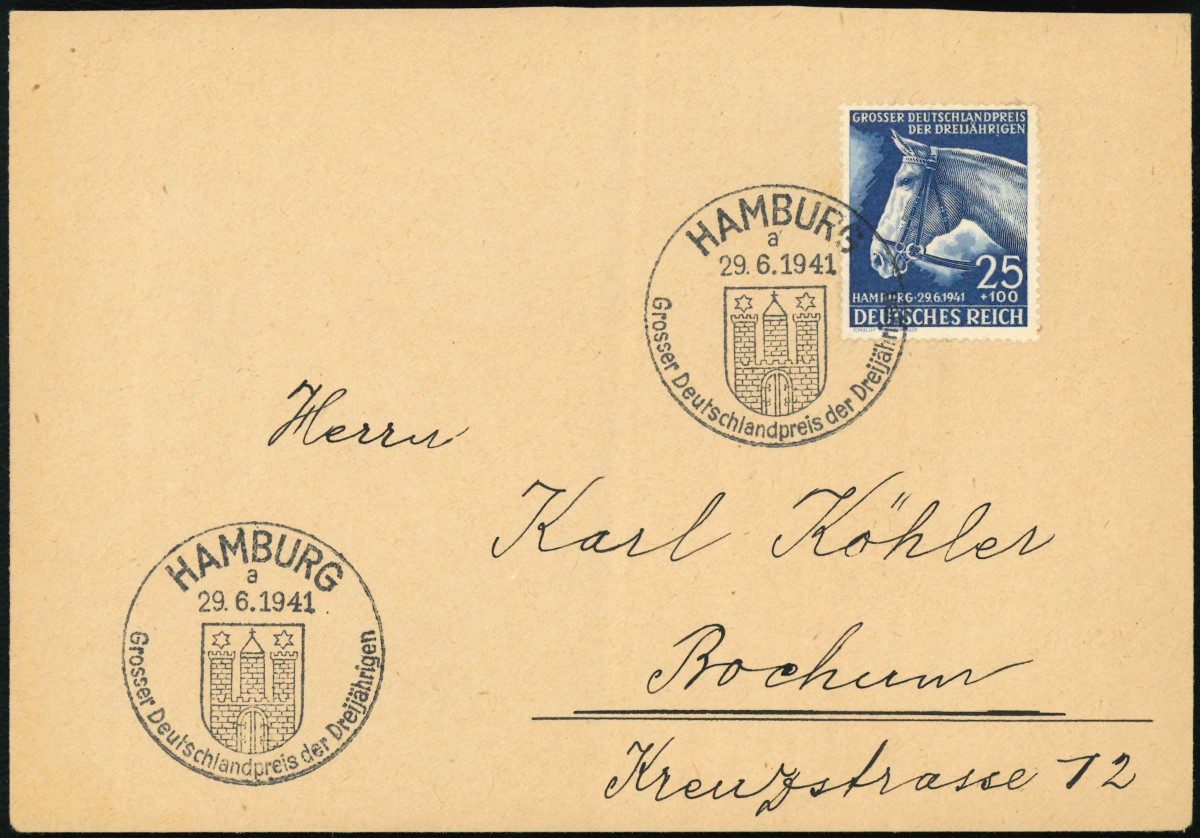 GROSSER DEUTSCHLANDPREIS
DER DREIJÄHRIGEN
25
+100
HAMBURG·29.6.1941
DEUTSCHES REICH
HAMBURG
a
29.6.1941
Grosser Deutschlandpreis der Dreijährigen
Herrn
Karl Köhler
Bochum
Kreuzstrasse 12
HAMBURG
a
29.6.1941
Grosser Deutschlandpreis der Dreijährigen